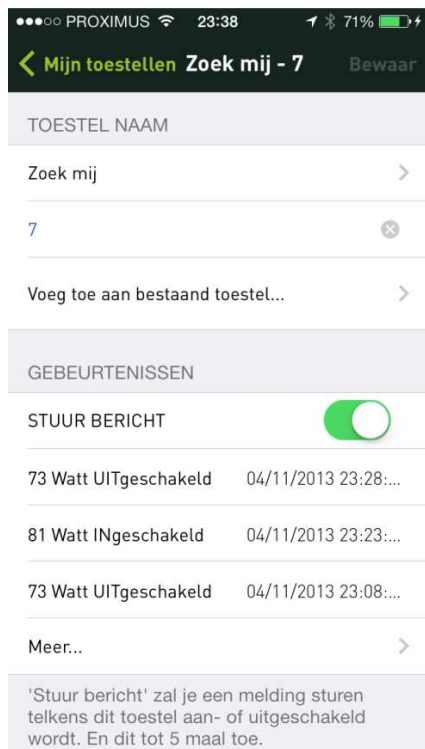 PROXIMUS 23:38 71%
Mijn toestellen Zoek mij - 7 Bewaar
TOESTEL NAAM
Zoek mij
7
Voeg toe aan bestaand toestel...
GEBEURTENISSEN
STUUR BERICHT
73 Watt UITgeschakeld 04/11/2013 23:28:...
81 Watt INgeschakeld 04/11/2013 23:23:...
73 Watt UITgeschakeld 04/11/2013 23:08:...
Meer...
'Stuur bericht' zal je een melding sturen
telkens dit toestel aan- of uitgeschakeld
wordt. En dit tot 5 maal toe.